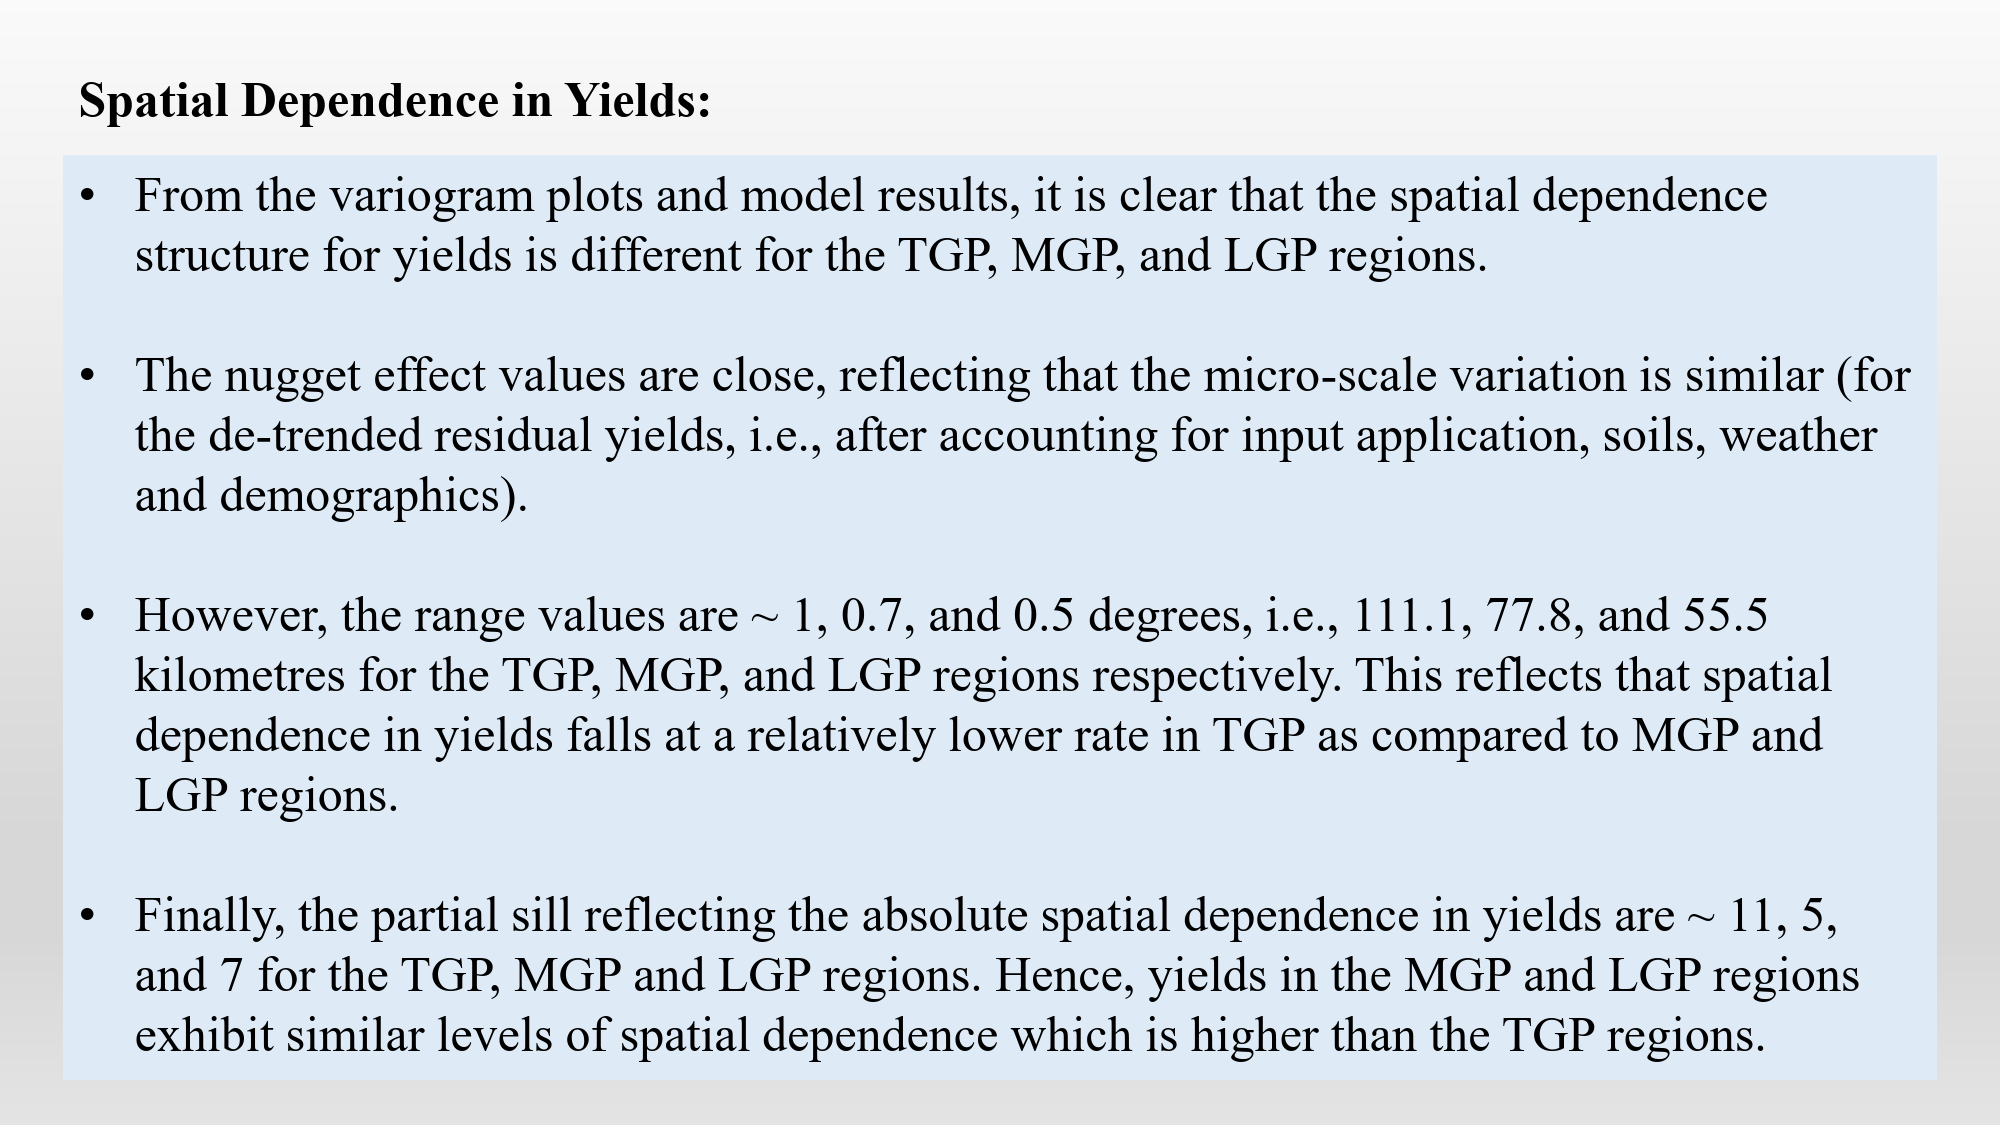 Spatial Dependence in Yields:
• From the variogram plots and model results, it is clear that the spatial dependence
structure for yields is different for the TGP, MGP, and LGP regions.
• The nugget effect values are close, reflecting that the micro-scale variation is similar (for
the de-trended residual yields, i.e., after accounting for input application, soils, weather
and demographics).
• However, the range values are ~ 1, 0.7, and 0.5 degrees, i.e., 111.1, 77.8, and 55.5
kilometres for the TGP, MGP, and LGP regions respectively. This reflects that spatial
dependence in yields falls at a relatively lower rate in TGP as compared to MGP and
LGP regions.
• Finally, the partial sill reflecting the absolute spatial dependence in yields are ~ 11, 5,
and 7 for the TGP, MGP and LGP regions. Hence, yields in the MGP and LGP regions
exhibit similar levels of spatial dependence which is higher than the TGP regions.